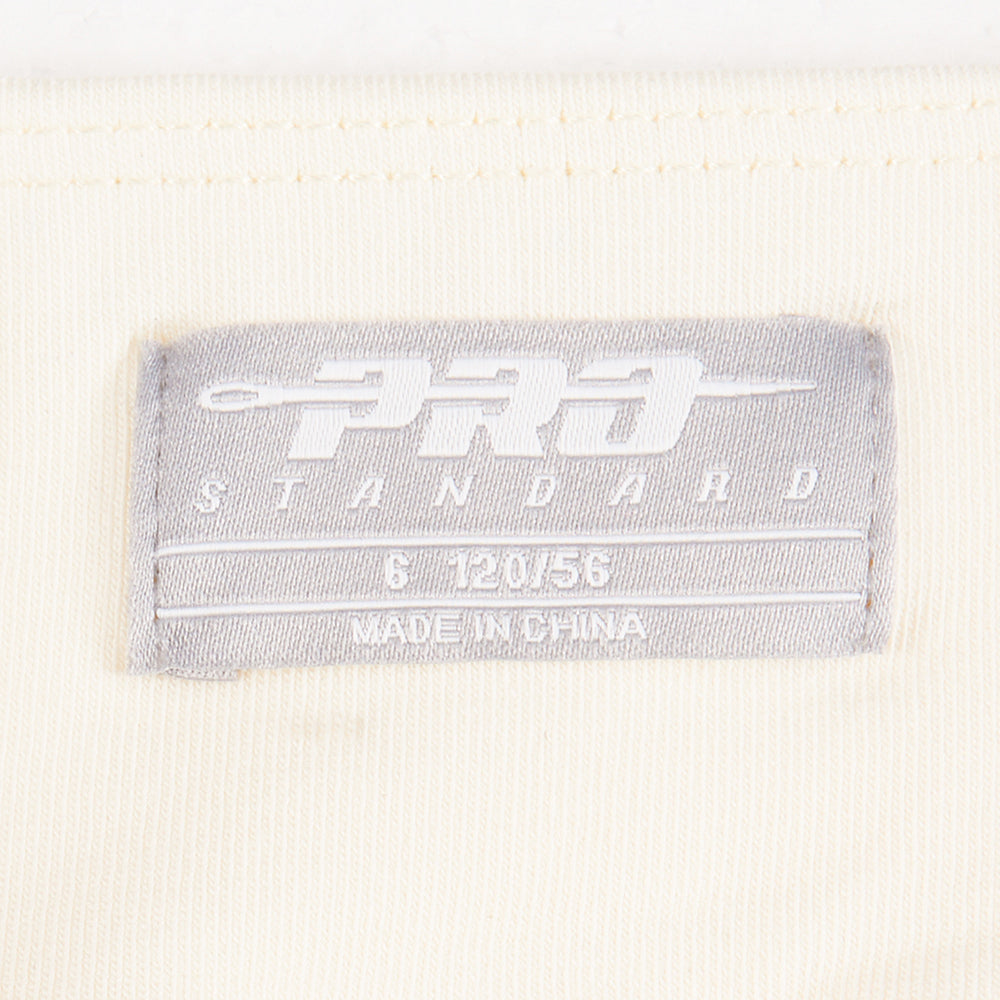 PRO
STANDARD
6 120/56
MADE IN CHINA